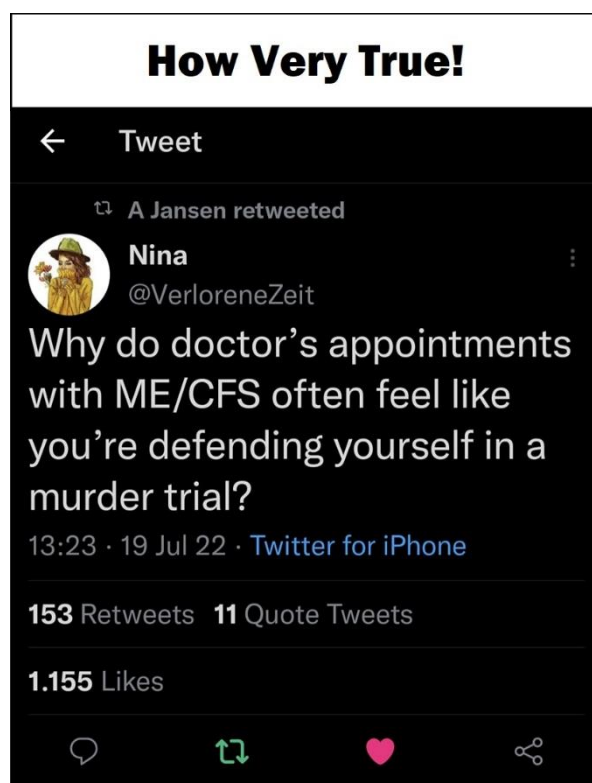 How Very True!
Tweet
A Jansen retweeted
Nina
@VerloreneZeit
Why do doctor’s appointments
with ME/CFS often feel like
you’re defending yourself in a
murder trial?
13:23 · 19 Jul 22 · Twitter for iPhone
153 Retweets 11 Quote Tweets
1.155 Likes